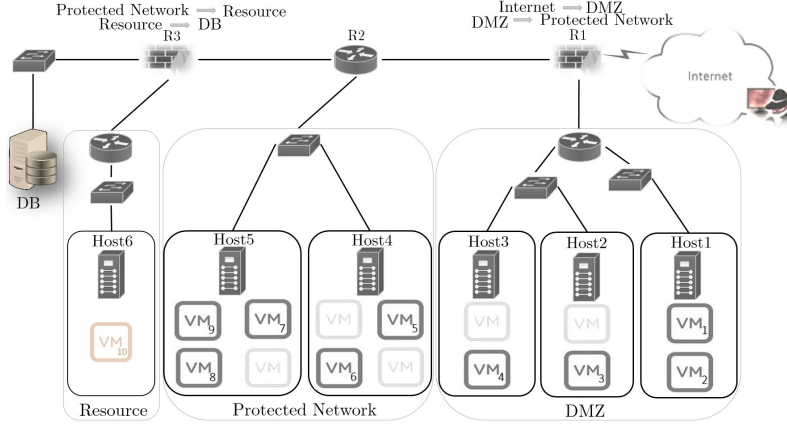 Protected Network → Resource
Resource → DB
R3
R2
Internet → DMZ
DMZ → Protected Network
R1
Internet
DB
Host6
Host5
Host4
Host3
Host2
Host1
VM9
VM7
VM
VM5
VM
VM
VM1
VM10
VM8
VM
VM6
VM
VM4
VM3
VM2
Resource
Protected Network
DMZ